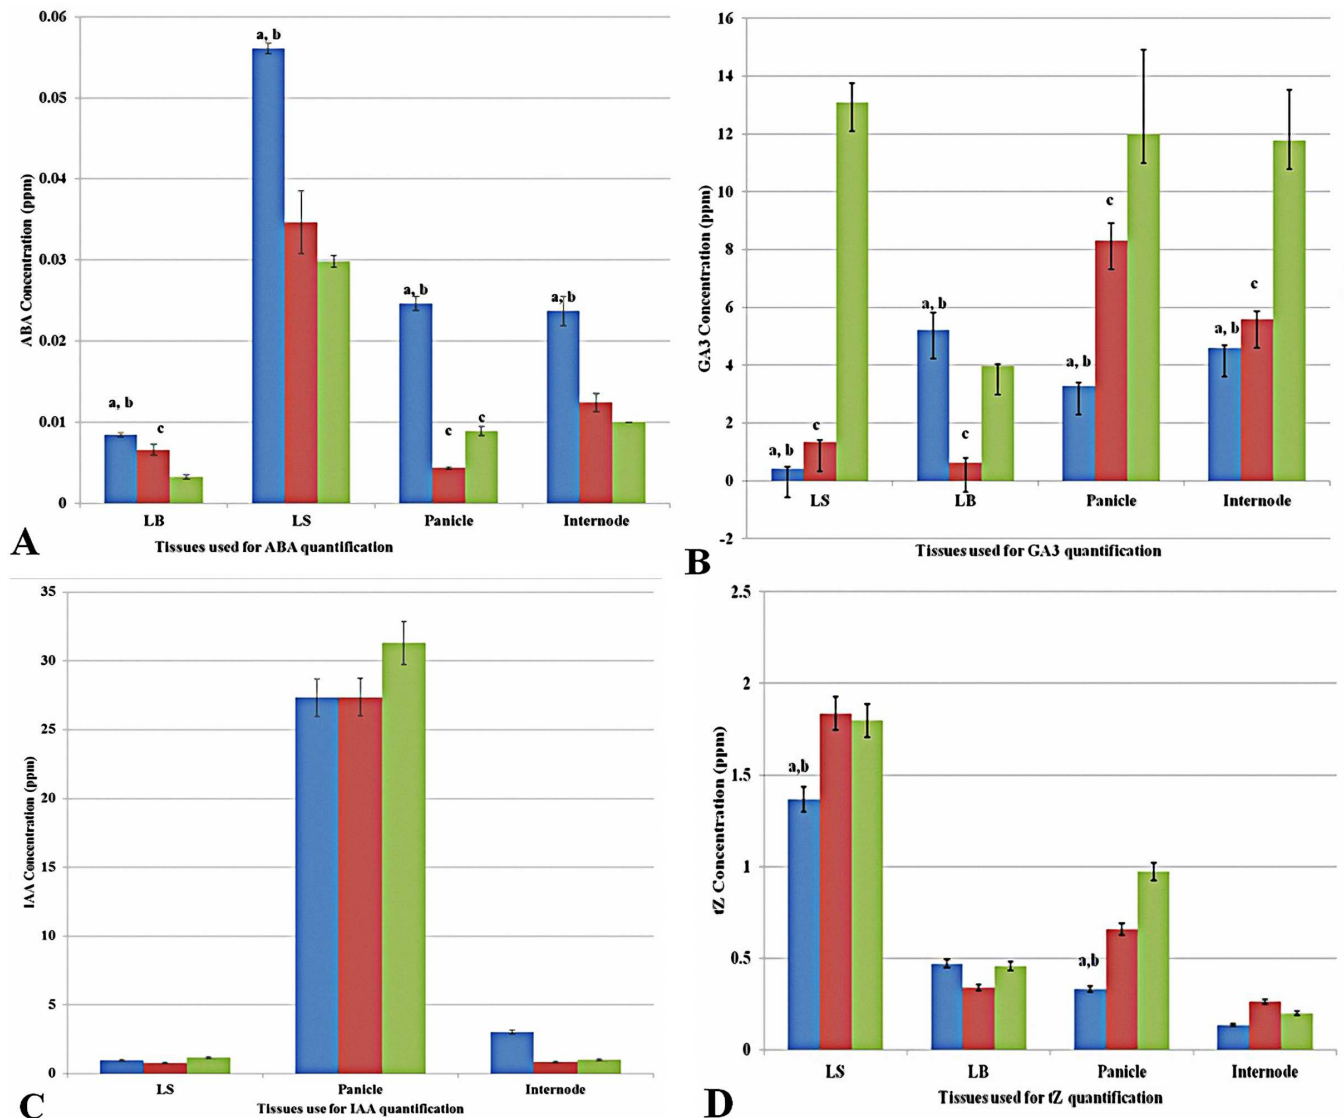 0.06
0.05
0.04
0.03
0.02
0.01
0
ABA Concentration (ppm)
a, b
c
a, b
a, b
c
c
a, b
LB
LS
Panicle
Internode
Tissues used for ABA quantification
A
16
14
12
10
8
6
4
2
0
-2
GA3 Concentration (ppm)
a, b
c
a, b
c
a, b
c
a, b
c
LS
LB
Panicle
Internode
Tissues used for GA3 quantification
B
35
30
25
20
15
10
5
0
IAA Concentration (ppm)
LS
Panicle
Internode
Tissues use for IAA quantification
C
2.5
2
1.5
1
0.5
0
tZ Concentration (ppm)
a,b
a,b
LS
LB
Panicle
Internode
Tissues used for tZ quantification
D